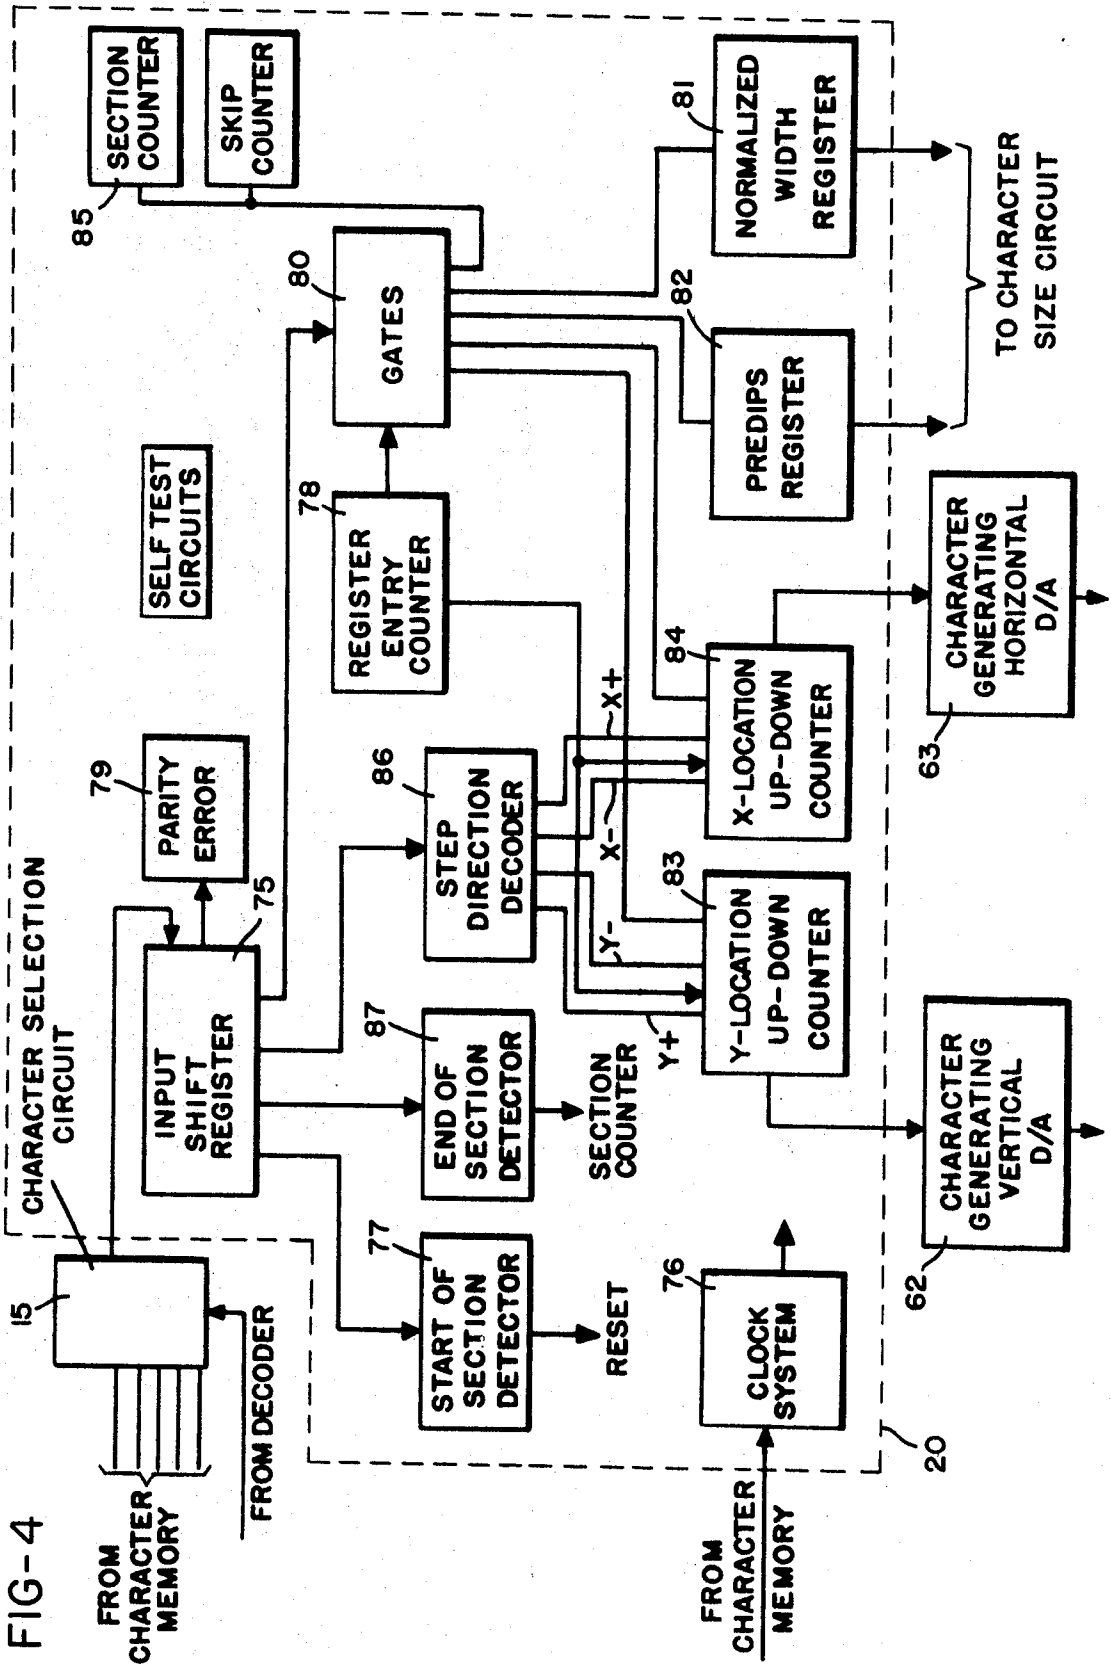 FIG-4
FROM
CHARACTER
MEMORY
FROM DECODER
15
CHARACTER SELECTION
CIRCUIT
INPUT
SHIFT
REGISTER
75
79
PARITY
ERROR
SELF TEST
CIRCUITS
85
SECTION
COUNTER
SKIP
COUNTER
77
START OF
SECTION
DETECTOR
RESET
87
END OF
SECTION
DETECTOR
SECTION
COUNTER
86
STEP
DIRECTION
DECODER
78
REGISTER
ENTRY
COUNTER
80
GATES
Y+
Y-
X-
X+
FROM
CHARACTER
MEMORY
76
CLOCK
SYSTEM
83
Y-LOCATION
UP-DOWN
COUNTER
84
X-LOCATION
UP-DOWN
COUNTER
82
PREDIPS
REGISTER
81
NORMALIZED
WIDTH
REGISTER
20
62
CHARACTER
GENERATING
VERTICAL
D/A
63
CHARACTER
GENERATING
HORIZONTAL
D/A
TO CHARACTER
SIZE CIRCUIT